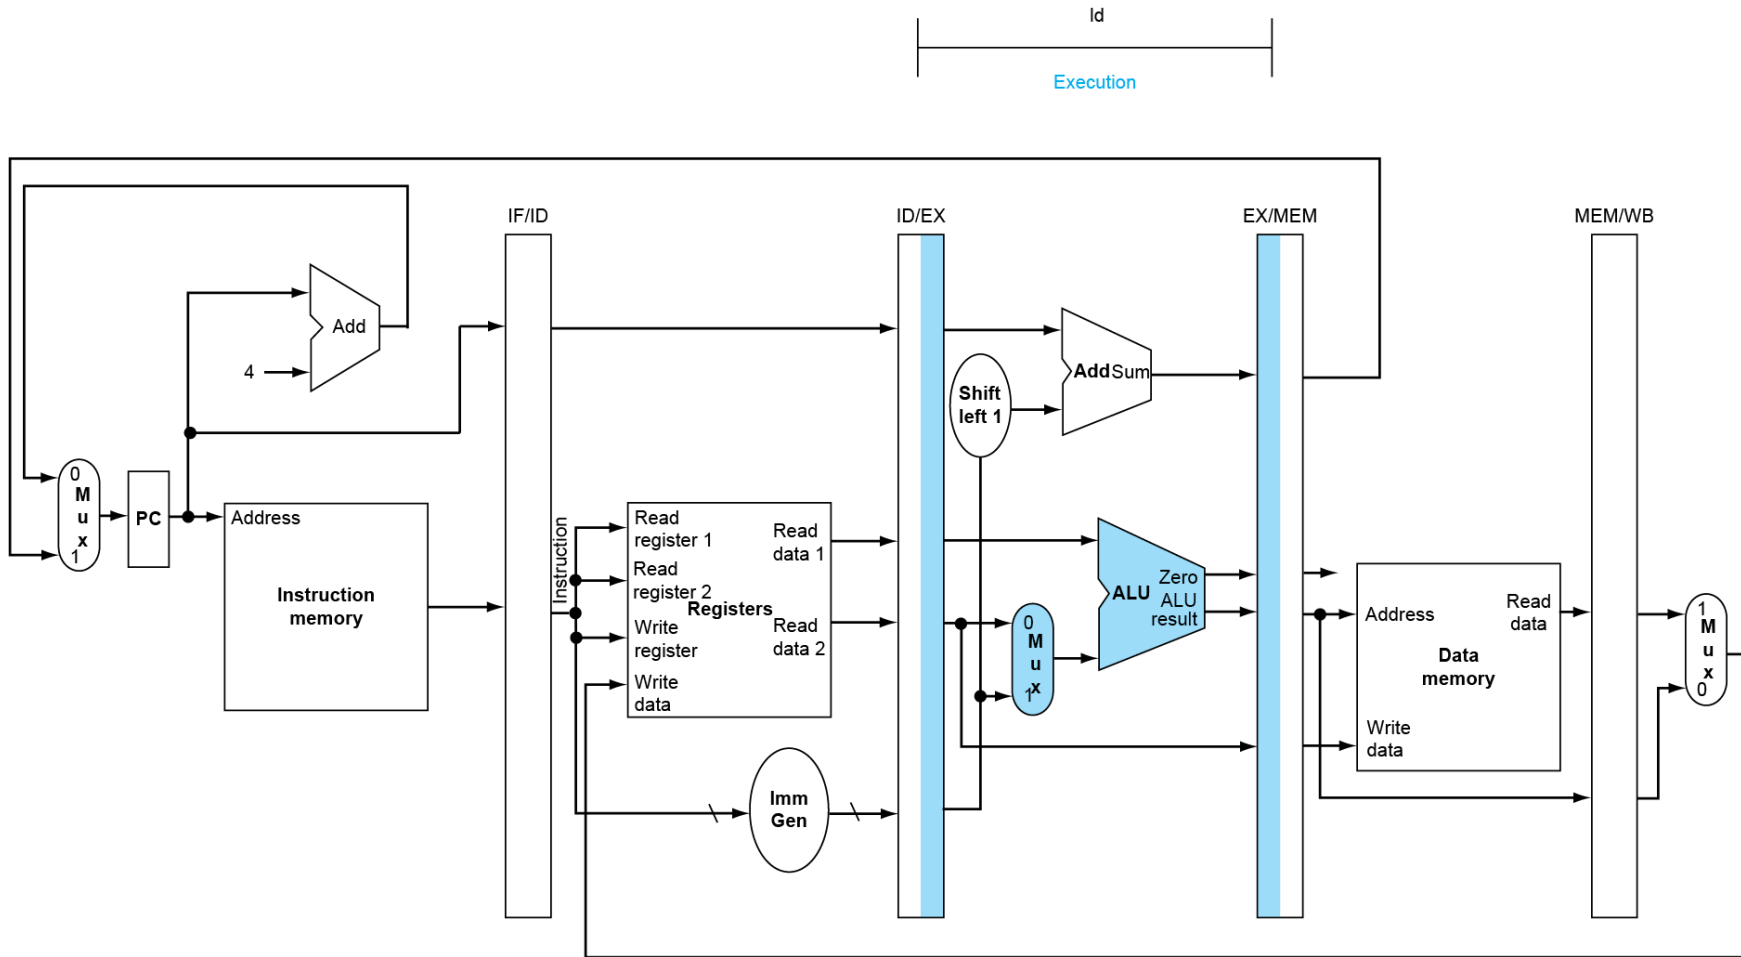 ld
Execution
IF/ID
ID/EX
EX/MEM
MEM/WB
Add
4
0
M
u
x
1
PC
Address
Instruction
memory
Instruction
Read
register 1
Read
register 2
Write
register
Write
data
Registers
Read
data 1
Read
data 2
Imm
Gen
Shift
left 1
Add Sum
0
M
u
x
1
ALU
Zero
ALU
result
Address
Write
data
Data
memory
Read
data
1
M
u
x
0